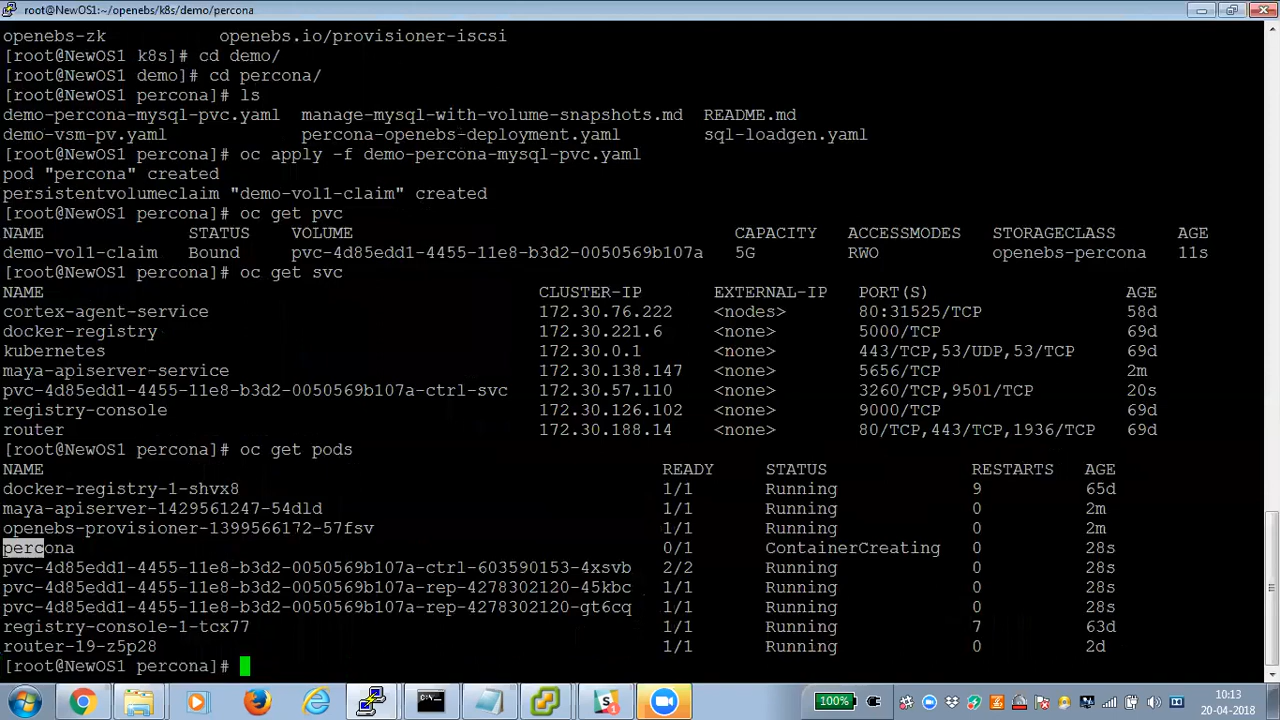 root@NewOS1:~/openebs/k8s/demo/percona
openebs-zk openebs.io/provisioner-iscsi
[root@NewOS1 k8s]# cd demo/
[root@NewOS1 demo]# cd percona/
[root@NewOS1 percona]# ls
demo-percona-mysql-pvc.yaml manage-mysql-with-volume-snapshots.md README.md
demo-vsm-pv.yaml percona-openebs-deployment.yaml sql-loadgen.yaml
[root@NewOS1 percona]# oc apply -f demo-percona-mysql-pvc.yaml
pod "percona" created
persistentvolumeclaim "demo-vol1-claim" created
[root@NewOS1 percona]# oc get pvc
NAME STATUS VOLUME CAPACITY ACCESSMODES STORAGECLASS AGE
demo-vol1-claim Bound pvc-4d85edd1-4455-11e8-b3d2-0050569b107a 5G RWO openebs-percona 11s
[root@NewOS1 percona]# oc get svc
NAME CLUSTER-IP EXTERNAL-IP PORT(S) AGE
cortex-agent-service 172.30.76.222 <nodes> 80:31525/TCP 58d
docker-registry 172.30.221.6 <none> 5000/TCP 69d
kubernetes 172.30.0.1 <none> 443/TCP,53/UDP,53/TCP 69d
maya-apiserver-service 172.30.138.147 <none> 5656/TCP 2m
pvc-4d85edd1-4455-11e8-b3d2-0050569b107a-ctrl-svc 172.30.57.110 <none> 3260/TCP,9501/TCP 20s
registry-console 172.30.126.102 <none> 9000/TCP 69d
router 172.30.188.14 <none> 80/TCP,443/TCP,1936/TCP 69d
[root@NewOS1 percona]# oc get pods
NAME READY STATUS RESTARTS AGE
docker-registry-1-shvx8 1/1 Running 9 65d
maya-apiserver-1429561247-54dld 1/1 Running 0 2m
openebs-provisioner-1399566172-57fsv 1/1 Running 0 2m
percona 0/1 ContainerCreating 0 28s
pvc-4d85edd1-4455-11e8-b3d2-0050569b107a-ctrl-603590153-4xsvb 2/2 Running 0 28s
pvc-4d85edd1-4455-11e8-b3d2-0050569b107a-rep-4278302120-45kbc 1/1 Running 0 28s
pvc-4d85edd1-4455-11e8-b3d2-0050569b107a-rep-4278302120-gt6cq 1/1 Running 0 28s
registry-console-1-tcx77 1/1 Running 7 63d
router-19-z5p28 1/1 Running 0 2d
[root@NewOS1 percona]#
100%
10:13
20-04-2018